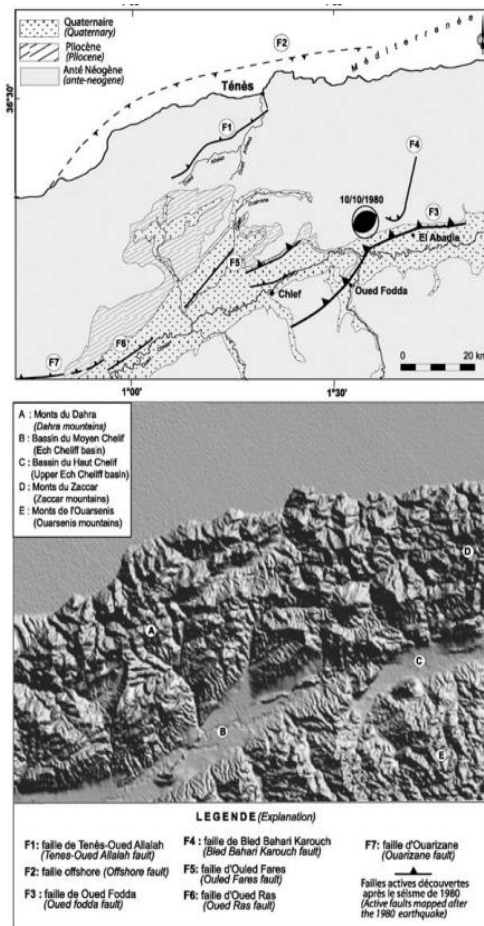 Quaternaire
(Quaternary)
Pliocène
(Pliocene)
Anté Néogène
(ante-neogene)
F2
Méditerranée
36°30'
Ténès
F1
F4
10/10/1980
F3
El Abadia
F5
Chlef
Oued Fodda
F6
F7
0 20 km
1°00' 1°30'
A : Monts du Dahra
(Dahra mountains)
B : Bassin du Moyen Chelif
(Ech Cheliff basin)
C : Bassin du Haut Chelif
(Upper Ech Cheliff basin)
D : Monts du Zaccar
(Zaccar mountains)
E : Monts de l'Ouarsenis
(Ouarsenis mountains)
D
A
C
B
E
LEGENDE (Explanation)
F1: faille de Tenès-Oued Allalah
(Tenes-Oued Allalah fault)
F2: faille offshore (Offshore fault)
F3 : faille de Oued Fodda
(Oued fodda fault)
F4 : faille de Bled Bahari Karouch
(Bled Bahari Karouch fault)
F5: faille d'Ouled Fares
(Ouled Fares fault)
F6: faille d'Oued Ras
(Oued Ras fault)
F7: faille d'Ouarizane
(Ouarizane fault)
Failles actives découvertes
après le séisme de 1980
(Active faults mapped after
the 1980 earthquake)